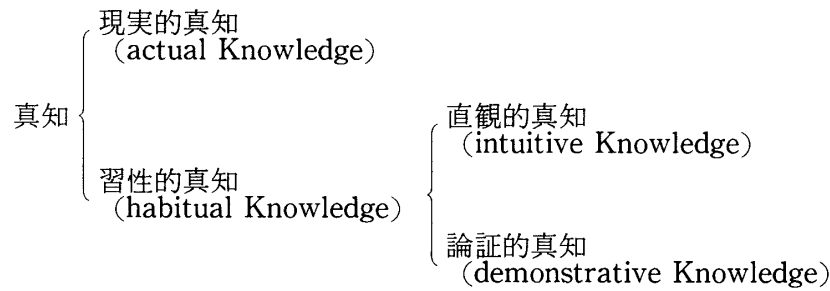 現実的真知
(actual Knowledge)
真知
習性的真知
(habitual Knowledge)
直観的真知
(intuitive Knowledge)
論証的真知
(demonstrative Knowledge)